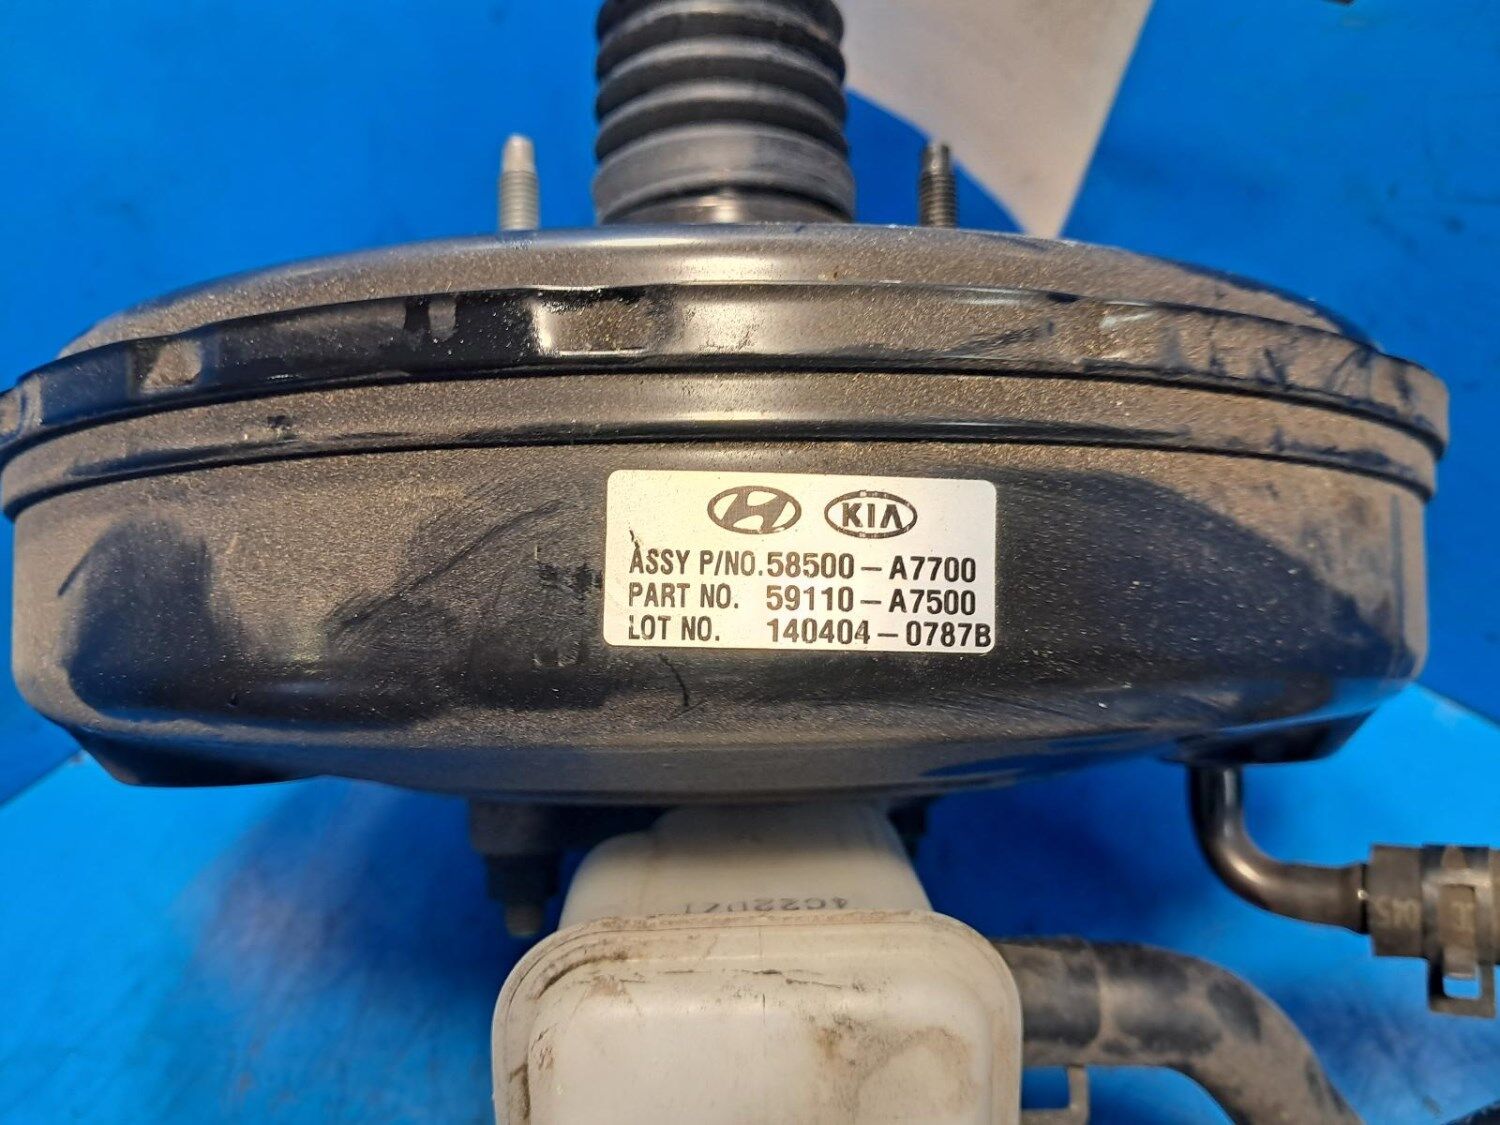 KIA
ASSY P/NO.58500-A7700
PART NO. 59110-A7500
LOT NO. 140404-0787B